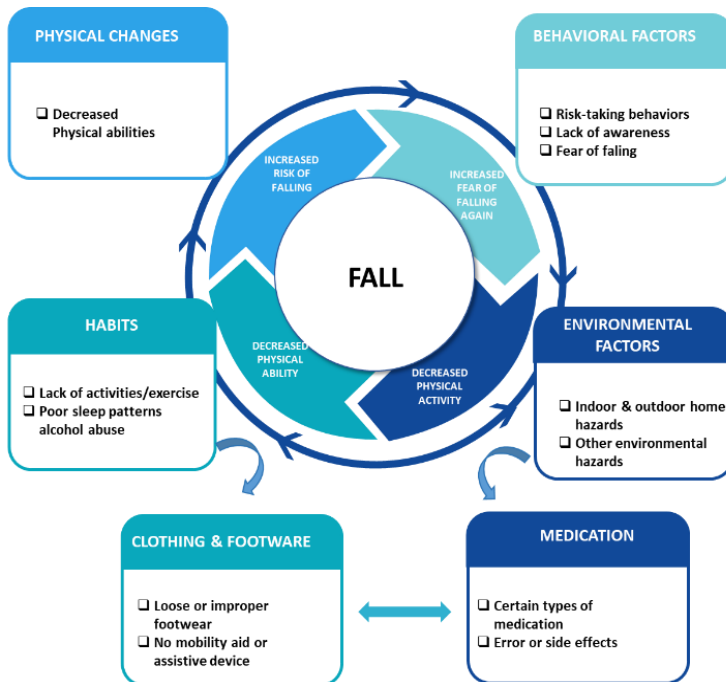 PHYSICAL CHANGES
Decreased
Physical abilities
BEHAVIORAL FACTORS
Risk-taking behaviors
Lack of awareness
Fear of faling
INCREASED
RISK OF
FALLING
INCREASED
FEAR OF
FALLING
AGAIN
FALL
DECREASED
PHYSICAL
ABILITY
DECREASED
PHYSICAL
ACTIVITY
HABITS
Lack of activities/exercise
Poor sleep patterns
alcohol abuse
ENVIRONMENTAL
FACTORS
Indoor & outdoor home
hazards
Other environmental
hazards
CLOTHING & FOOTWARE
Loose or improper
footwear
No mobility aid or
assistive device
MEDICATION
Certain types of
medication
Error or side effects